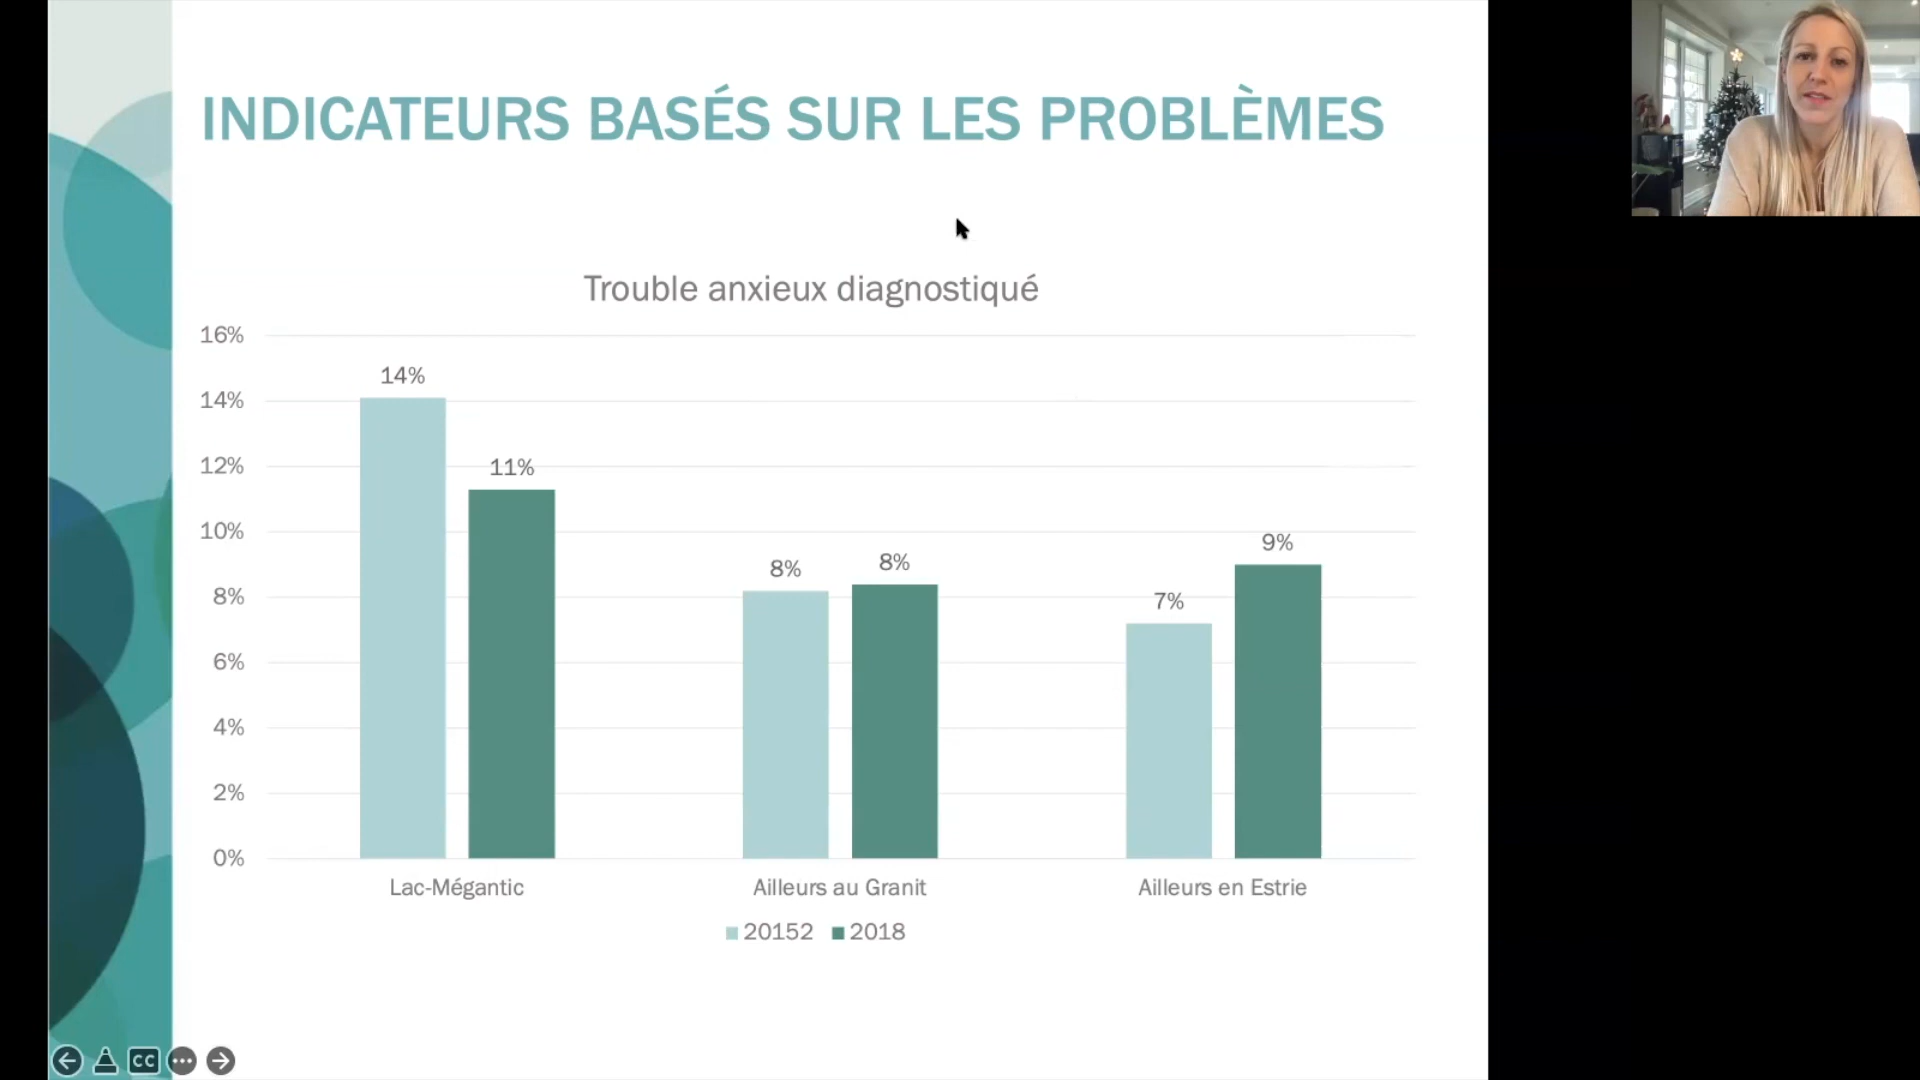 INDICATEURS BASÉS SUR LES PROBLÈMES
Trouble anxieux diagnostiqué
16%
14%
12%
10%
8%
6%
4%
2%
0%
14%
11%
8%
8%
7%
9%
Lac-Mégantic
Ailleurs au Granit
Ailleurs en Estrie
20152
2018
CC